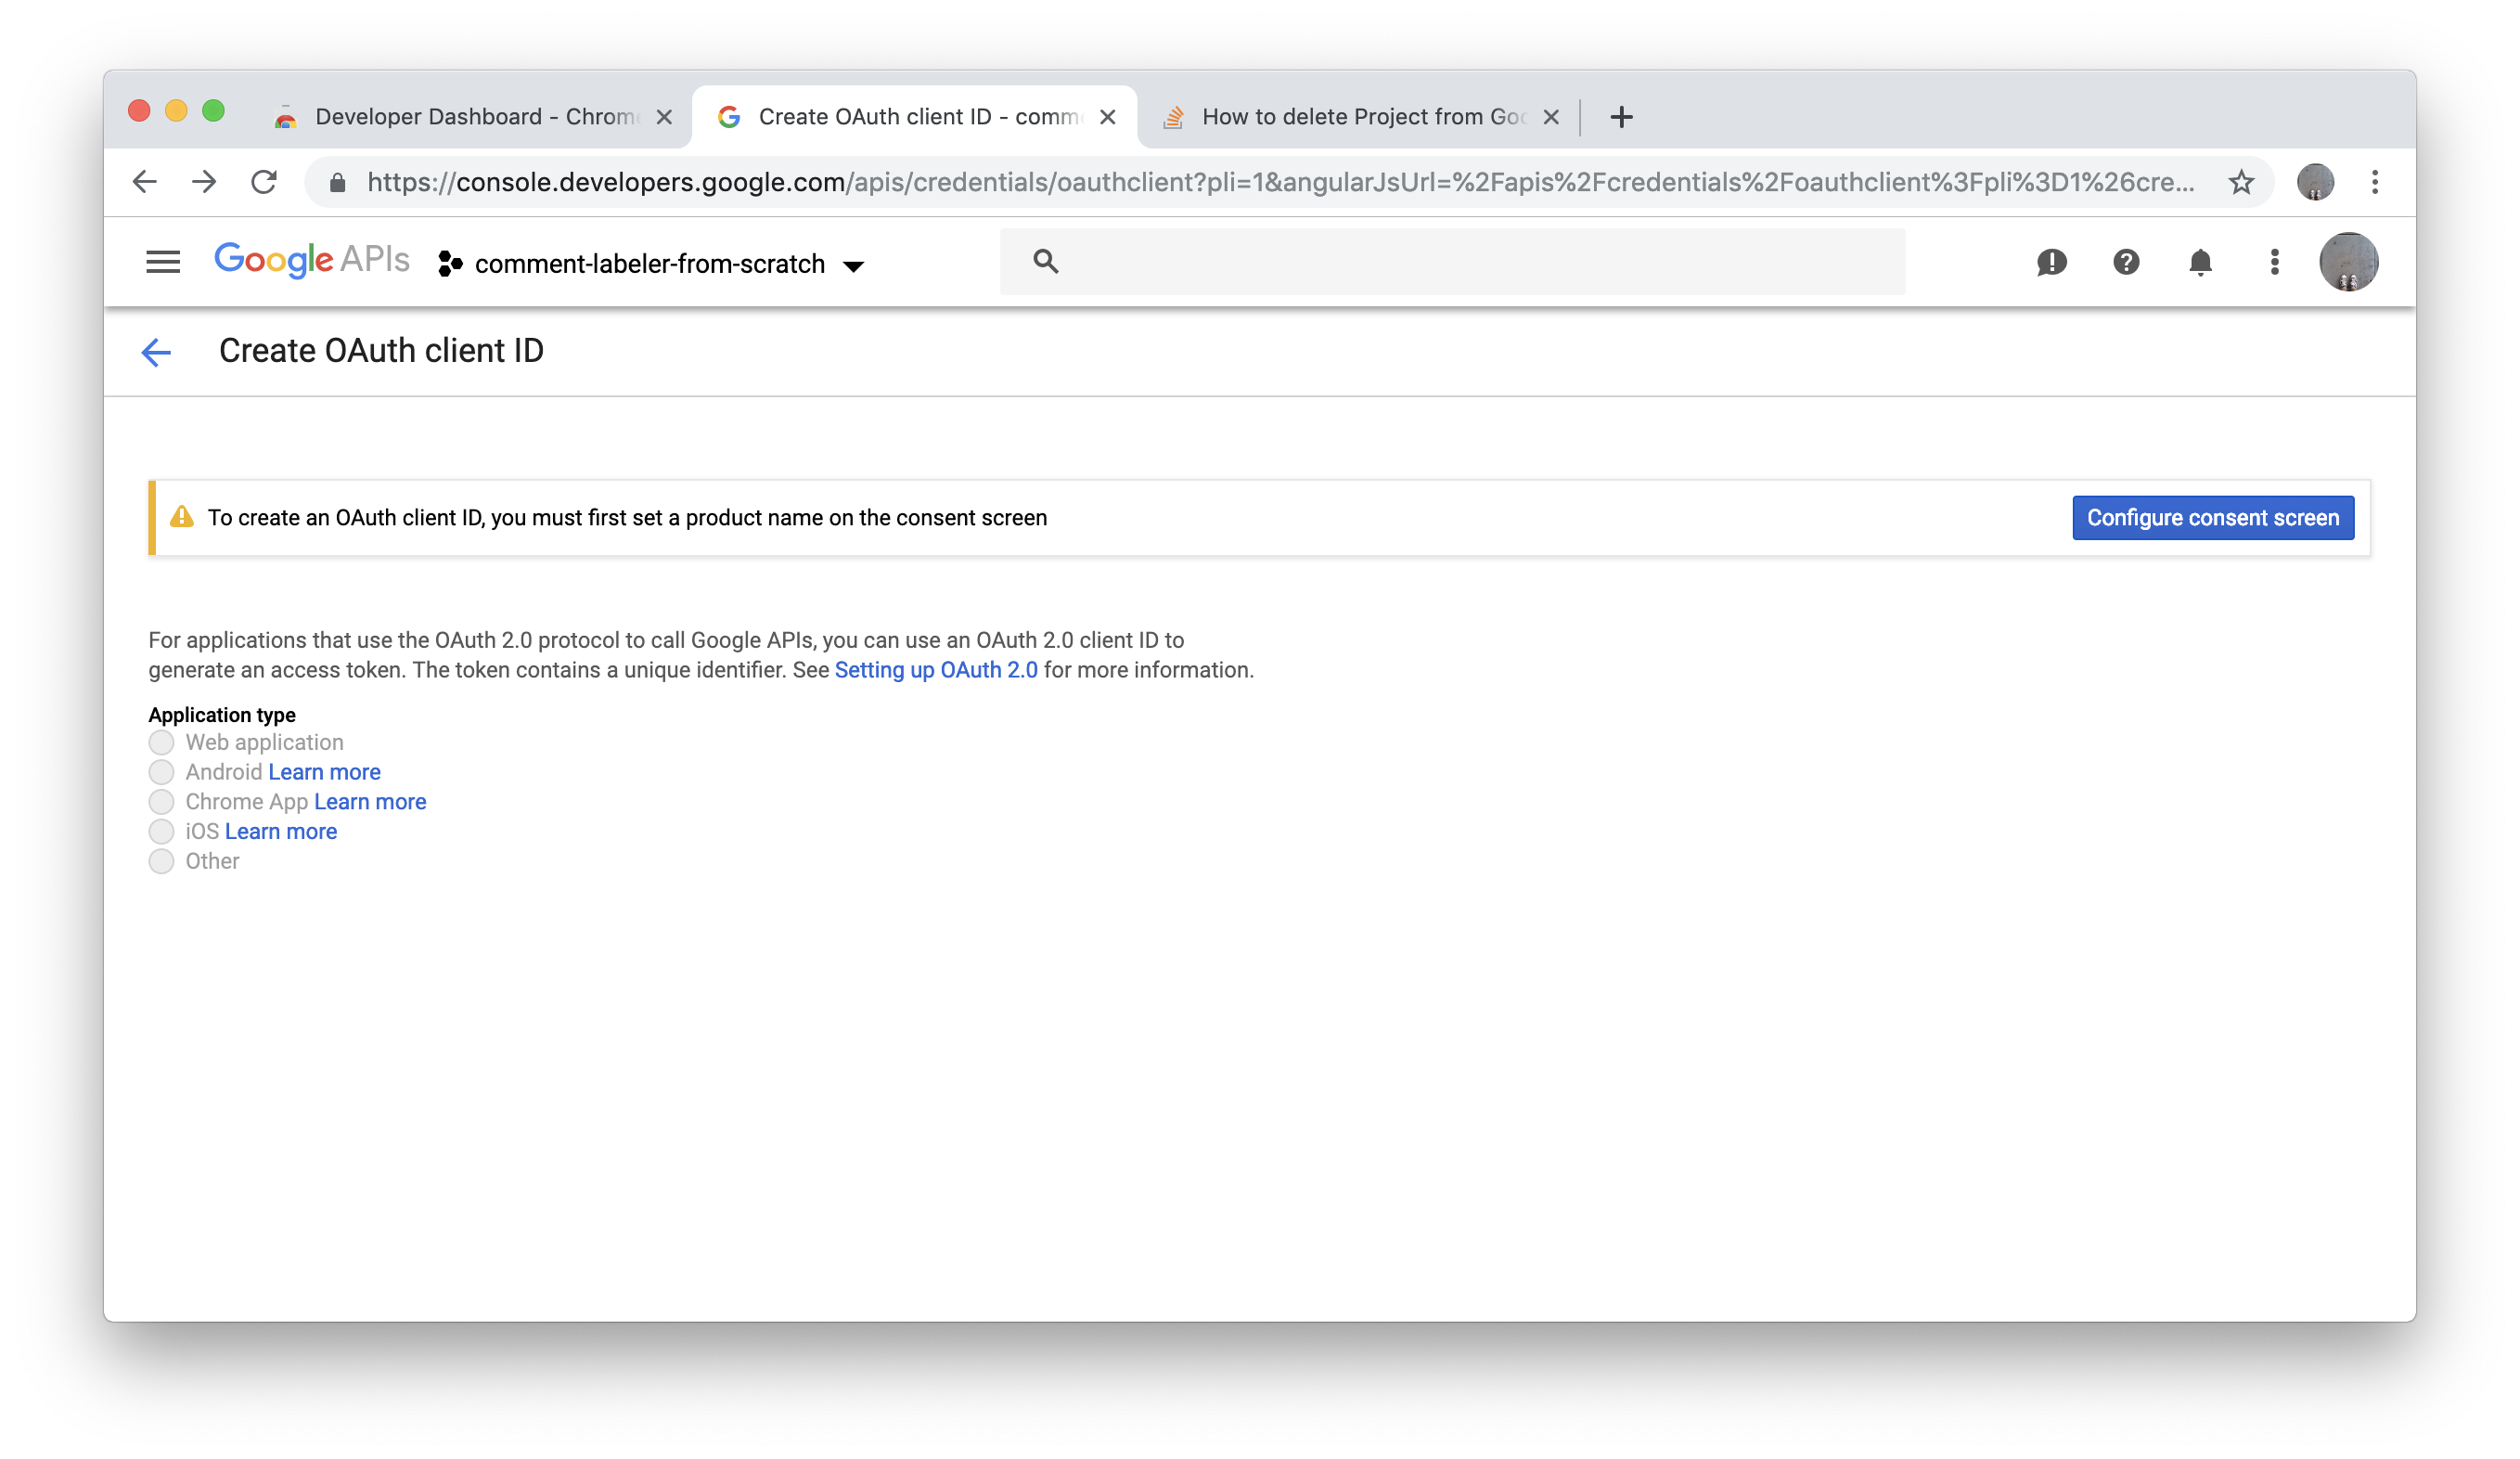 Developer Dashboard - Chrome
Create OAuth client ID - comme
How to delete Project from Goo
https://console.developers.google.com/apis/credentials/oauthclient?pli=1&angularJsUrl=%2Fapis%2Fcredentials%2Foauthclient%3Fpli%3D1%26cre...
Google APIs
comment-labeler-from-scratch
Create OAuth client ID
To create an OAuth client ID, you must first set a product name on the consent screen
Configure consent screen
For applications that use the OAuth 2.0 protocol to call Google APIs, you can use an OAuth 2.0 client ID to
generate an access token. The token contains a unique identifier. See Setting up OAuth 2.0 for more information.
Application type
Web application
Android Learn more
Chrome App Learn more
iOS Learn more
Other